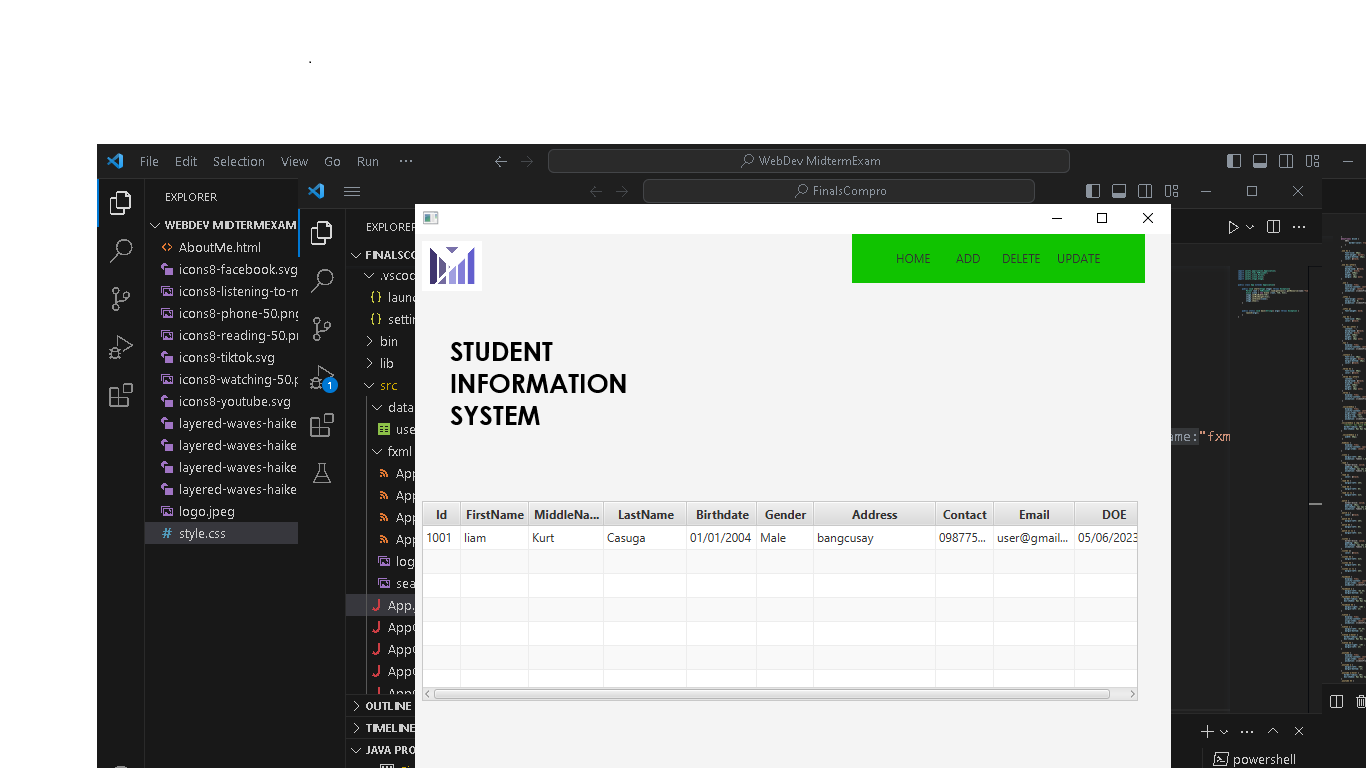 .
File Edit Selection View Go Run ... WebDev MidtermExam
EXPLORER
WEBDEV MIDTERMEXAM
AboutMe.html
icons8-facebook.svg
icons8-listening-to-m
icons8-phone-50.png
icons8-reading-50.p
icons8-tiktok.svg
icons8-watching-50.p
icons8-youtube.svg
layered-waves-haike
layered-waves-haike
layered-waves-haike
layered-waves-haike
logo.jpeg
# style.css
FinalsCompro
EXPLORER
FINALSCO
.vscod
{} laun
{} settin
bin
lib
src
data
use
fxml
App
App
App
App
log
sea
App.
App
App
App
App
OUTLINE
TIMELINE
JAVA PRO
1
HOME ADD DELETE UPDATE
STUDENT
INFORMATION
SYSTEM
Id FirstName MiddleNa... LastName Birthdate Gender Address Contact Email DOE
1001 liam Kurt Casuga 01/01/2004 Male bangcusay 098775... user@gmail... 05/06/2023
ame:"fxm
powershell